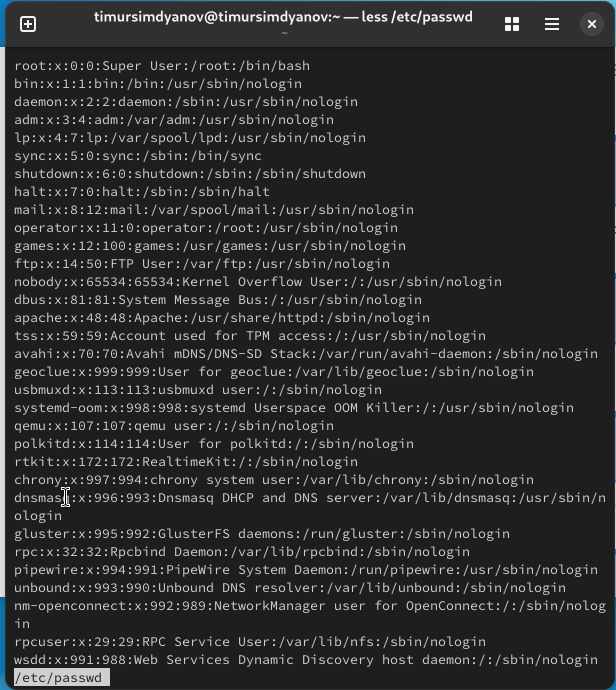 timursimdyanov@timursimdyanov:~ — less /etc/passwd
~
root:x:0:0:Super User:/root:/bin/bash
bin:x:1:1:bin:/bin:/usr/sbin/nologin
daemon:x:2:2:daemon:/sbin:/usr/sbin/nologin
adm:x:3:4:adm:/var/adm:/usr/sbin/nologin
lp:x:4:7:lp:/var/spool/lpd:/usr/sbin/nologin
sync:x:5:0:sync:/sbin:/bin/sync
shutdown:x:6:0:shutdown:/sbin:/sbin/shutdown
halt:x:7:0:halt:/sbin:/sbin/halt
mail:x:8:12:mail:/var/spool/mail:/usr/sbin/nologin
operator:x:11:0:operator:/root:/usr/sbin/nologin
games:x:12:100:games:/usr/games:/usr/sbin/nologin
ftp:x:14:50:FTP User:/var/ftp:/usr/sbin/nologin
nobody:x:65534:65534:Kernel Overflow User:/:/usr/sbin/nologin
dbus:x:81:81:System Message Bus:/:/usr/sbin/nologin
apache:x:48:48:Apache:/usr/share/httpd:/sbin/nologin
tss:x:59:59:Account used for TPM access:/:/usr/sbin/nologin
avahi:x:70:70:Avahi mDNS/DNS-SD Stack:/var/run/avahi-daemon:/sbin/nologin
geoclue:x:999:999:User for geoclue:/var/lib/geoclue:/sbin/nologin
usbmuxd:x:113:113:usbmuxd user:/:/sbin/nologin
systemd-oom:x:998:998:systemd Userspace OOM Killer:/:/usr/sbin/nologin
qemu:x:107:107:qemu user:/:/sbin/nologin
polkitd:x:114:114:User for polkitd:/:/sbin/nologin
rtkit:x:172:172:RealtimeKit:/:/sbin/nologin
chrony:x:997:994:chrony system user:/var/lib/chrony:/sbin/nologin
dnsmasq:x:996:993:Dnsmasq DHCP and DNS server:/var/lib/dnsmasq:/usr/sbin/n
ologin
gluster:x:995:992:GlusterFS daemons:/run/gluster:/sbin/nologin
rpc:x:32:32:Rpcbind Daemon:/var/lib/rpcbind:/sbin/nologin
pipewire:x:994:991:PipeWire System Daemon:/run/pipewire:/usr/sbin/nologin
unbound:x:993:990:Unbound DNS resolver:/var/lib/unbound:/sbin/nologin
nm-openconnect:x:992:989:NetworkManager user for OpenConnect:/:/sbin/nolog
in
rpcuser:x:29:29:RPC Service User:/var/lib/nfs:/sbin/nologin
wsdd:x:991:988:Web Services Dynamic Discovery host daemon:/:/sbin/nologin
/etc/passwd